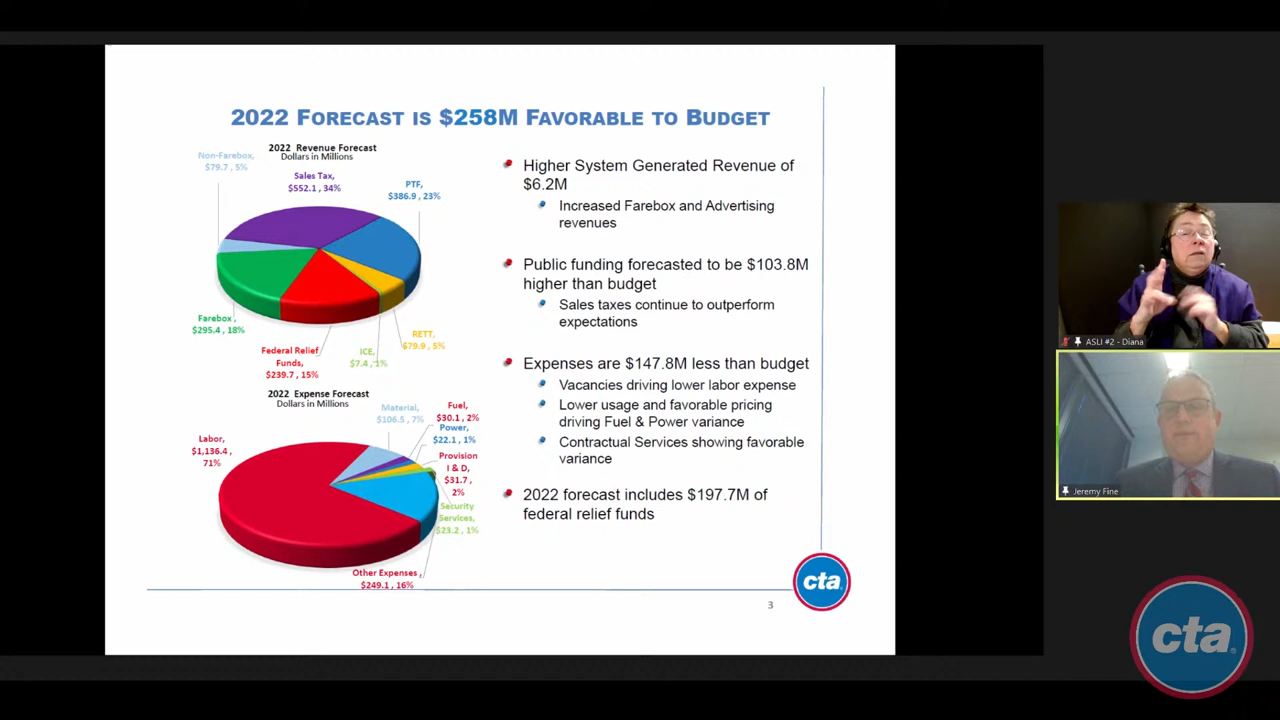 2022 FORECAST IS $258M FAVORABLE TO BUDGET
2022 Revenue Forecast
Dollars in Millions
Non-Farebox,
$79.7 , 5%
Sales Tax,
$552.1 , 34%
PTF,
$386.9 , 23%
Farebox ,
$295.4 , 18%
Federal Relief
Funds,
$239.7 , 15%
ICE,
$7.4 , 1%
RETT,
$79.9 , 5%
2022 Expense Forecast
Dollars in Millions
Labor,
$1,136.4 ,
71%
Material,
$106.5 , 7%
Fuel,
$30.1 , 2%
Power,
$22.1 , 1%
Provision
I & D,
$31.7 ,
2%
Security
Services,
$23.2 , 1%
Other Expenses ,
$249.1 , 16%
Higher System Generated Revenue of
$6.2M
Increased Farebox and Advertising
revenues
Public funding forecasted to be $103.8M
higher than budget
Sales taxes continue to outperform
expectations
Expenses are $147.8M less than budget
Vacancies driving lower labor expense
Lower usage and favorable pricing
driving Fuel & Power variance
Contractual Services showing favorable
variance
2022 forecast includes $197.7M of
federal relief funds
cta
3
ASLI #2 - Diana
Jeremy Fine
cta